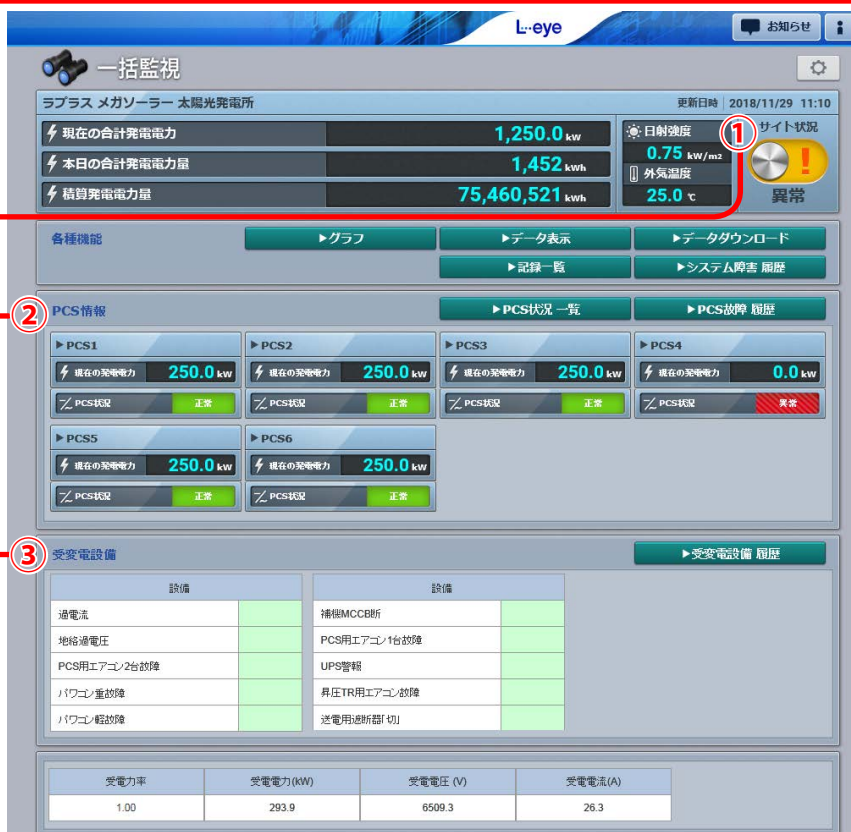 L·eye
お知らせ
一括監視
ラプラス メガソーラー 太陽光発電所
更新日時 2018/11/29 11:10
現在の合計発電電力 1,250.0 kw
本日の合計発電電力量 1,452 kwh
積算発電電力量 75,460,521 kwh
日射強度
0.75 kw/m2
外気温度
25.0 ℃
①
サイト状況
!
異常
各種機能
▶グラフ
▶データ表示
▶データダウンロード
▶記録一覧
▶システム障害 履歴
②
PCS情報
▶PCS状況 一覧
▶PCS故障 履歴
▶PCS1
現在の発電電力 250.0 kw
PCS状況 正常
▶PCS2
現在の発電電力 250.0 kw
PCS状況 正常
▶PCS3
現在の発電電力 250.0 kw
PCS状況 正常
▶PCS4
現在の発電電力 0.0 kw
PCS状況 異常
▶PCS5
現在の発電電力 250.0 kw
PCS状況 正常
▶PCS6
現在の発電電力 250.0 kw
PCS状況 正常
③
受変電設備
▶受変電設備 履歴
設備
過電流
地絡過電圧
PCS用エアコン2台故障
パワコン重故障
パワコン軽故障
設備
補機MCCB断
PCS用エアコン1台故障
UPS警報
昇圧TR用エアコン故障
送電用遮断器「切」
受電力率 受電電力(kW) 受電電圧 (V) 受電電流(A)
1.00 293.9 6509.3 26.3